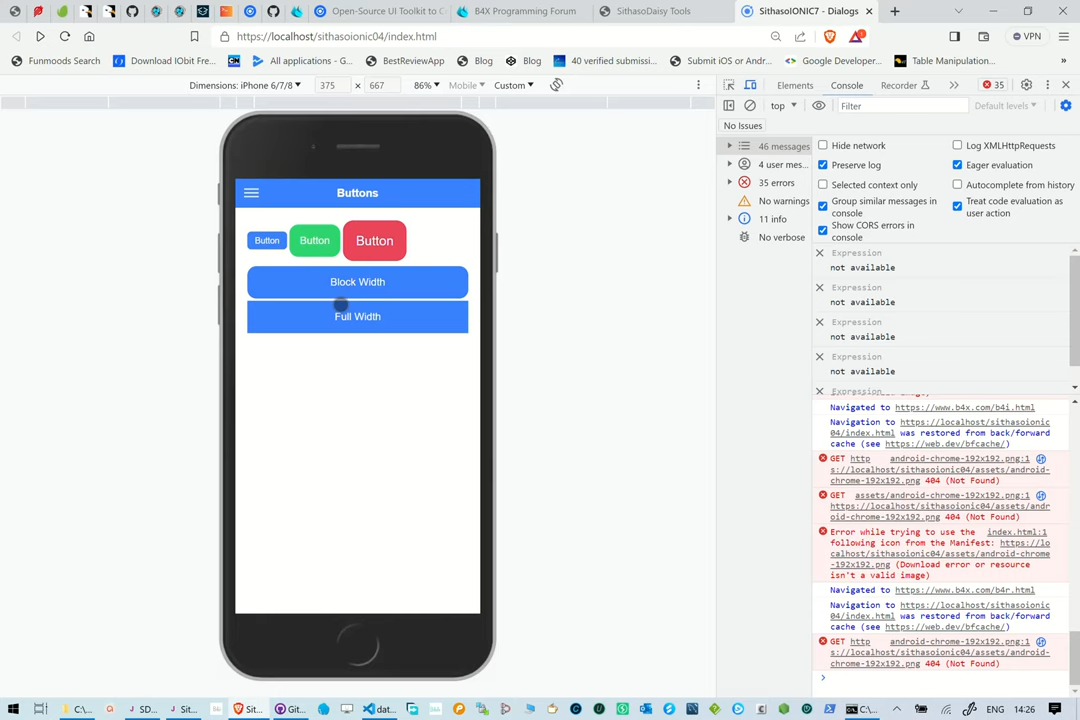 Open-Source UI Toolkit to C
B4X Programming Forum
SithasoDaisy Tools
SithasoIONIC7 - Dialogs
https://localhost/sithasoionic04/index.html
VPN
Funmoods Search
Download IObit Fre...
All applications - G...
BestReviewApp
Blog
Blog
40 verified submissi...
Submit iOS or Andr...
Google Developer...
Table Manipulation...
Dimensions: iPhone 6/7/8
375
x
667
86%
Mobile
Custom
Elements
Console
Recorder
35
top
Filter
Default levels
No Issues
46 messages
4 user mes...
35 errors
No warnings
11 info
No verbose
Hide network
Log XMLHttpRequests
Preserve log
Eager evaluation
Selected context only
Autocomplete from history
Group similar messages in
console
Treat code evaluation as
user action
Show CORS errors in
console
Buttons
Button
Button
Button
Block Width
Full Width
Expression
not available
Expression
not available
Expression
not available
Expression
not available
Expression
Navigated to https://www.b4x.com/b4i.html
Navigation to https://localhost/sithasoionic
04/index.html was restored from back/forward
cache (see https://web.dev/bfcache/)
GET http android-chrome-192x192.png:1
s://localhost/sithasoionic04/assets/android-
chrome-192x192.png 404 (Not Found)
GET assets/android-chrome-192x192.png:1
https://localhost/sithasoionic04/assets/andr
oid-chrome-192x192.png 404 (Not Found)
Error while trying to use the index.html:1
following icon from the Manifest: https://lo
calhost/sithasoionic04/assets/android-chrome
-192x192.png (Download error or resource
isn't a valid image)
Navigated to https://www.b4x.com/b4r.html
Navigation to https://localhost/sithasoionic
04/index.html was restored from back/forward
cache (see https://web.dev/bfcache/)
GET http android-chrome-192x192.png:1
s://localhost/sithasoionic04/assets/android-
chrome-192x192.png 404 (Not Found)
C:\...
SD...
Sit...
Sit...
Git...
dat...
C:\...
ENG
14:26